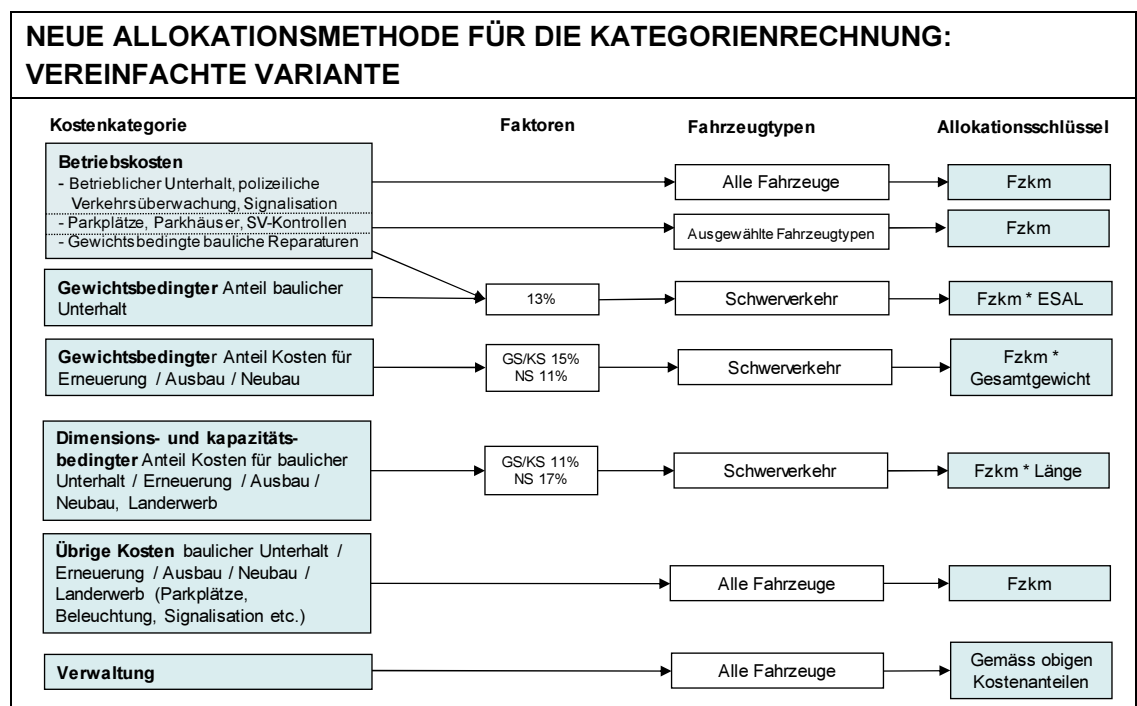 NEUE ALLOKATIONSMETHODE FÜR DIE KATEGORIENRECHNUNG:
VEREINFACHTE VARIANTE
Kostenkategorie
Faktoren
Fahrzeugtypen
Allokationsschlüssel
Betriebskosten
- Betrieblicher Unterhalt, polizeiliche
Verkehrsüberwachung, Signalisation
- Parkplätze, Parkhäuser, SV-Kontrollen
- Gewichtsbedingte bauliche Reparaturen
Alle Fahrzeuge
Fzkm
Ausgewählte Fahrzeugtypen
Fzkm
Gewichtsbedingter Anteil baulicher
Unterhalt
13%
Schwerverkehr
Fzkm * ESAL
Gewichtsbedingter Anteil Kosten für
Erneuerung / Ausbau / Neubau
GS/KS 15%
NS 11%
Schwerverkehr
Fzkm *
Gesamtgewicht
Dimensions- und kapazitäts-
bedingter Anteil Kosten für baulicher
Unterhalt / Erneuerung / Ausbau /
Neubau, Landerwerb
GS/KS 11%
NS 17%
Schwerverkehr
Fzkm * Länge
Übrige Kosten baulicher Unterhalt /
Erneuerung / Ausbau / Neubau /
Landerwerb (Parkplätze,
Beleuchtung, Signalisation etc.)
Alle Fahrzeuge
Fzkm
Verwaltung
Alle Fahrzeuge
Gemäss obigen
Kostenanteilen